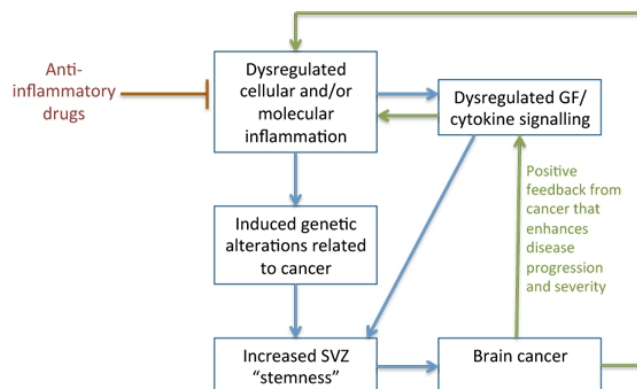 Anti-
inflammatory
drugs
Dysregulated
cellular and/or
molecular
inflammation
Dysregulated GF/
cytokine signalling
Positive
feedback from
cancer that
enhances
disease
progression
and severity
Induced genetic
alterations related
to cancer
Increased SVZ
“stemness”
Brain cancer